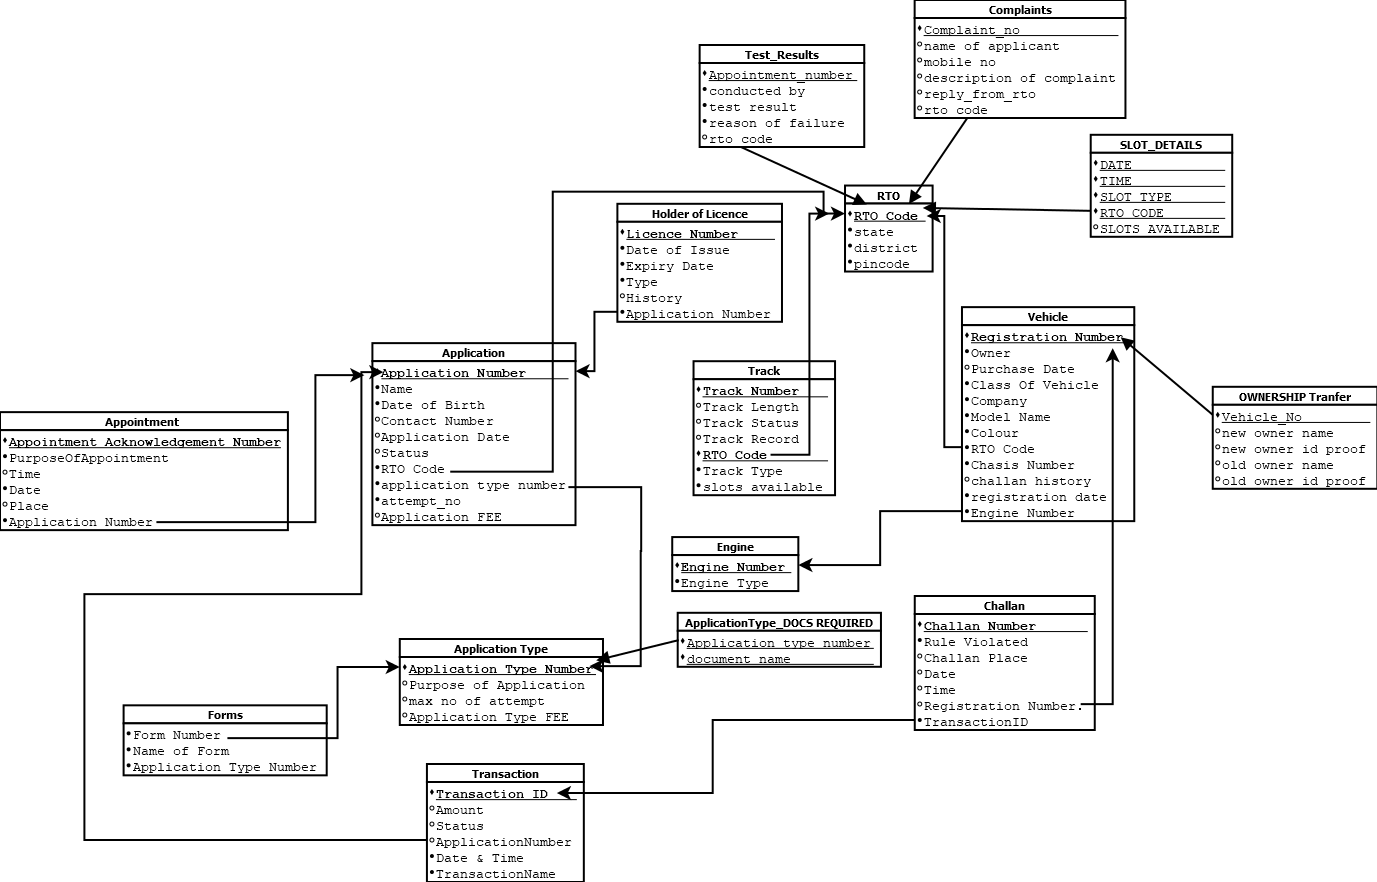 Complaints
Complaint_no
name of applicant
mobile no
description of complaint
reply_from_rto
rto code
Test_Results
Appointment_number
conducted by
test result
reason of failure
rto code
SLOT_DETAILS
DATE
TIME
SLOT TYPE
RTO CODE
SLOTS AVAILABLE
RTO
RTO Code
state
district
pincode
Holder of Licence
Licence Number
Date of Issue
Expiry Date
Type
History
Application Number
Vehicle
Registration Number
Owner
Purchase Date
Class Of Vehicle
Company
Model Name
Colour
RTO Code
Chasis Number
challan history
registration date
Engine Number
Application
Application Number
Name
Date of Birth
Contact Number
Application Date
Status
RTO Code
application type number
attempt_no
Application FEE
Track
Track Number
Track Length
Track Status
Track Record
RTO Code
Track Type
slots available
OWNERSHIP Tranfer
Vehicle_No
new owner name
new owner id proof
old owner name
old owner id proof
Appointment
Appointment Acknowledgement Number
PurposeOfAppointment
Time
Date
Place
Application Number
Engine
Engine Number
Engine Type
Challan
Challan Number
Rule Violated
Challan Place
Date
Time
Registration Number.
TransactionID
ApplicationType_DOCS REQUIRED
Application type number
document name
Application Type
Application Type Number
Purpose of Application
max no of attempt
Application Type FEE
Forms
Form Number
Name of Form
Application Type Number
Transaction
Transaction ID
Amount
Status
ApplicationNumber
Date & Time
TransactionName